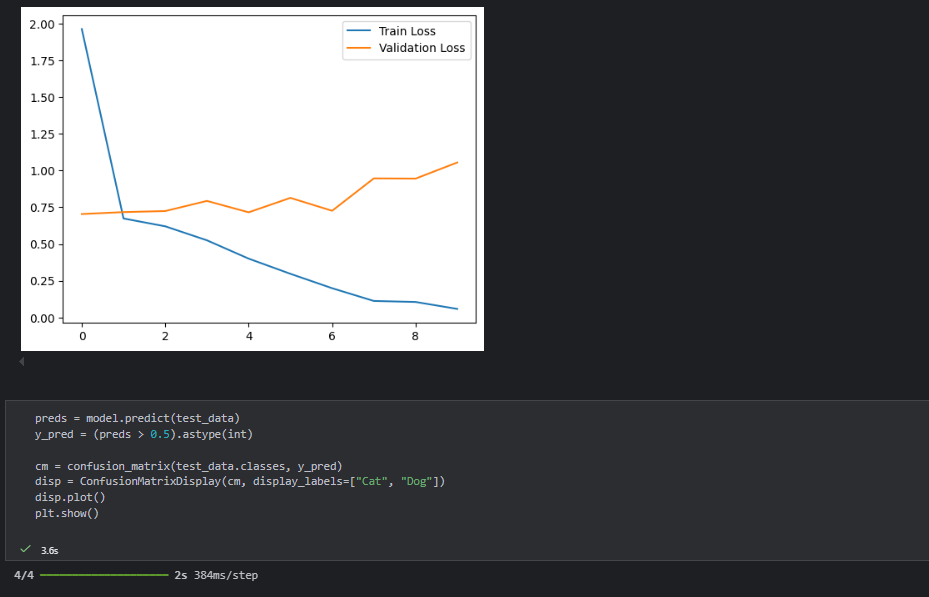 2.00
Train Loss
Validation Loss
1.75
1.50
1.25
1.00
0.75
0.50
0.25
0.00
0 2 4 6 8
preds = model.predict(test_data)
y_pred = (preds > 0.5).astype(int)
cm = confusion_matrix(test_data.classes, y_pred)
disp = ConfusionMatrixDisplay(cm, display_labels=["Cat", "Dog"])
disp.plot()
plt.show()
3.6s
4/4 2s 384ms/step